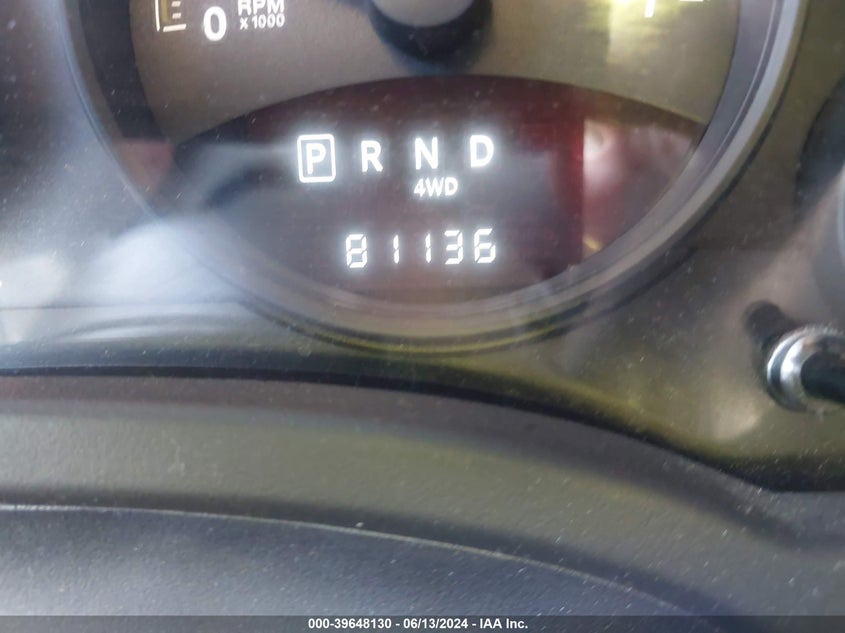 E
0 RPM
x1000
P R N D
4WD
81136
000-39648130 - 06/13/2024 - IAA Inc.